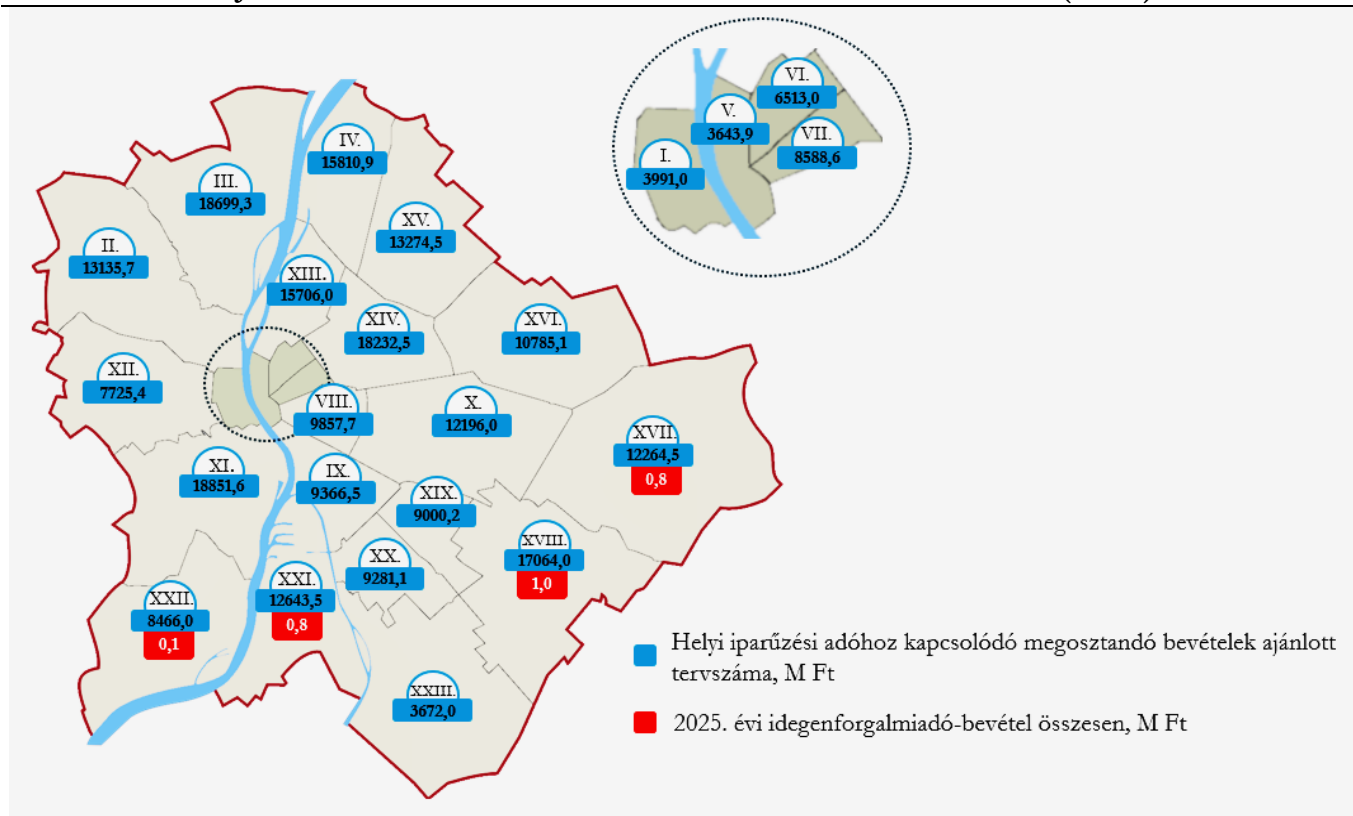 IV.
15810,9
III.
18699,3
XV.
13274,5
II.
13135,7
XIII.
15706,0
XIV.
18232,5
XVI.
10785,1
XII.
7725,4
VIII.
9857,7
X.
12196,0
XVII.
12264,5
0,8
XI.
18851,6
IX.
9366,5
XIX.
9000,2
XVIII.
17064,0
1,0
XX.
9281,1
XXI.
12643,5
0,8
XXII.
8466,0
0,1
XXIII.
3672,0
VI.
6513,0
V.
3643,9
VII.
8588,6
I.
3991,0
Helyi iparűzési adóhoz kapcsolódó megosztandó bevételek ajánlott
tervszáma, M Ft
2025. évi idegenforgalmiadó-bevétel összesen, M Ft